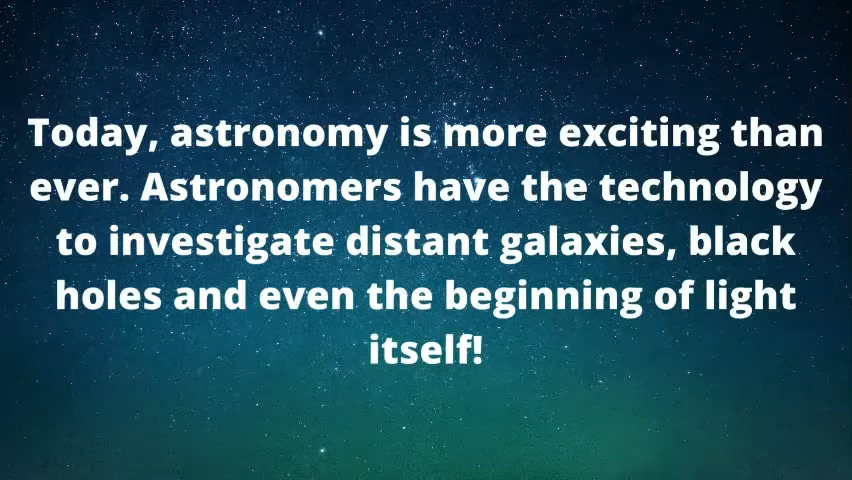 Today, astronomy is more exciting than
ever. Astronomers have the technology
to investigate distant galaxies, black
holes and even the beginning of light
itself!